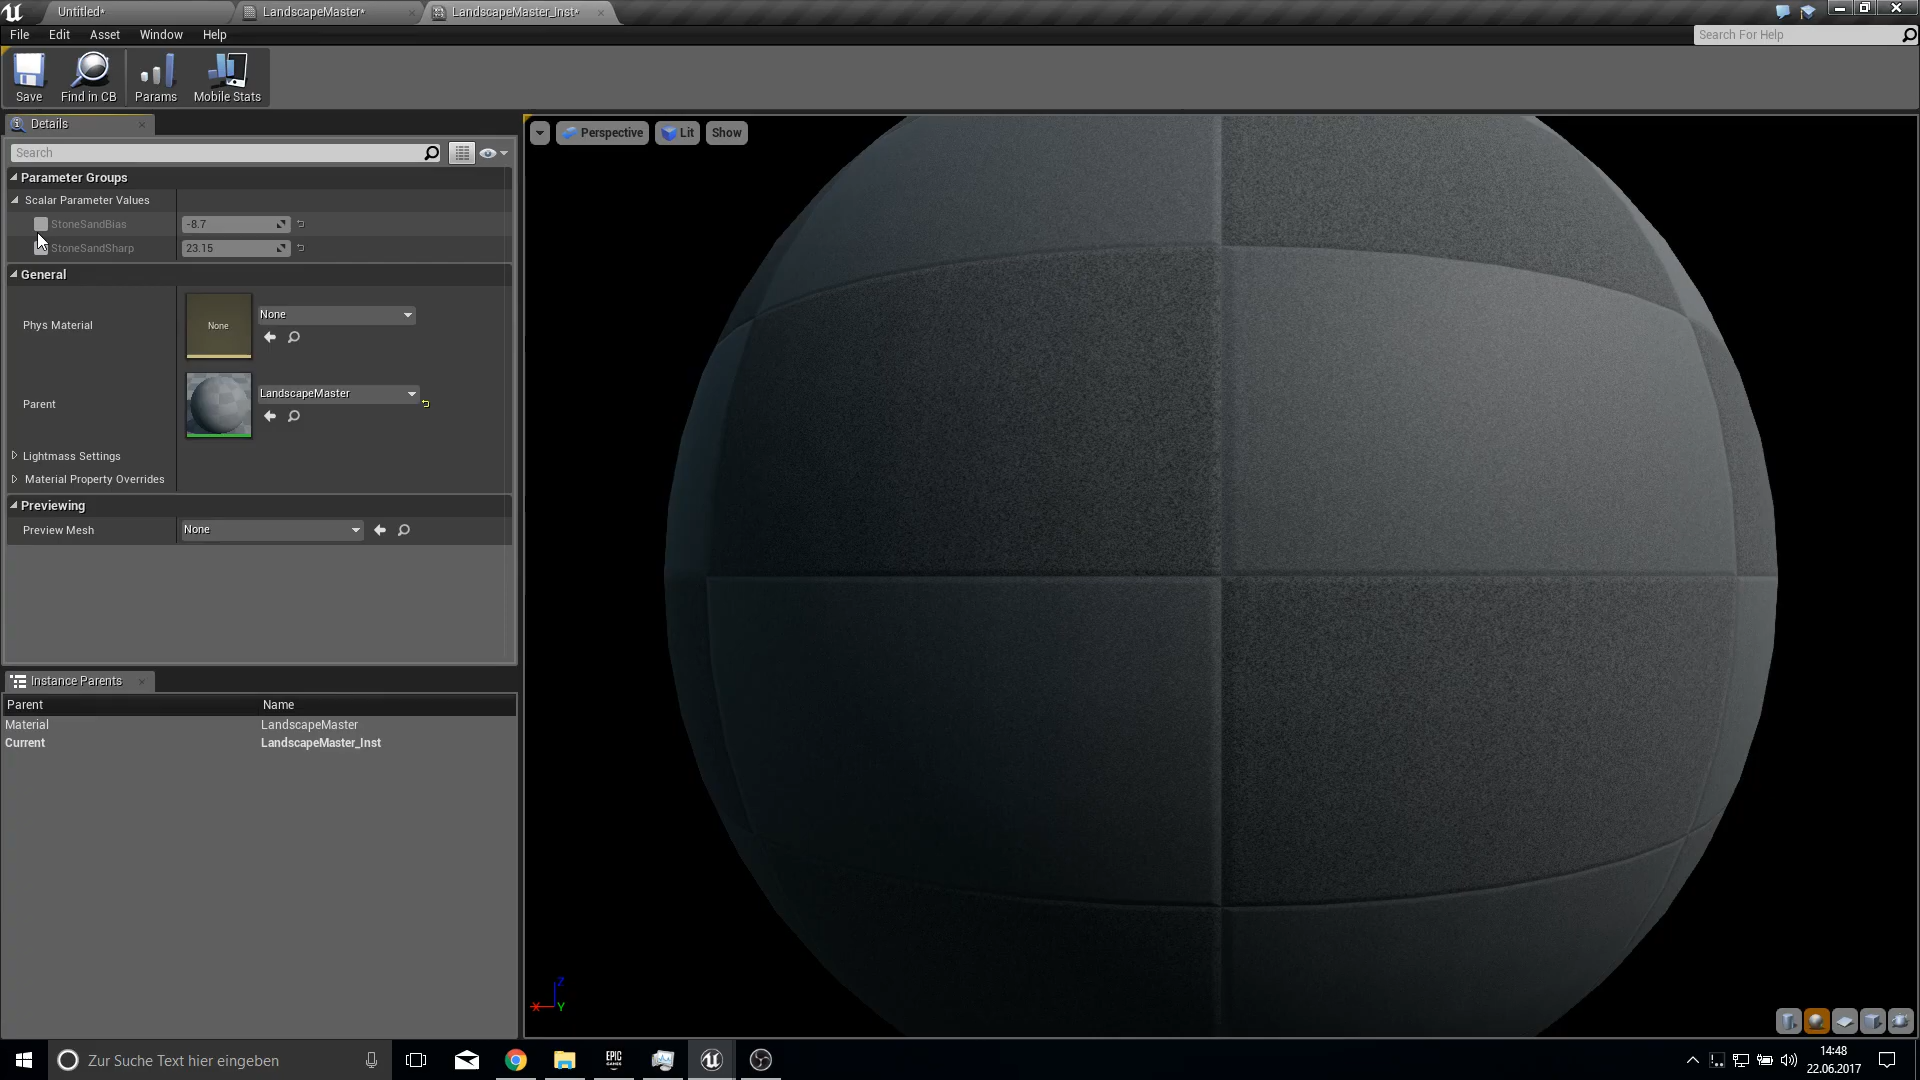 Untitled*
LandscapeMaster*
LandscapeMaster_Inst*
File Edit Asset Window Help
Search For Help
Save Find in CB Params Mobile Stats
Details
Perspective Lit Show
Search
Parameter Groups
Scalar Parameter Values
StoneSandBias -8.7
StoneSandSharp 23.15
General
Phys Material None None
Parent LandscapeMaster
Lightmass Settings
Material Property Overrides
Previewing
Preview Mesh None
Instance Parents
Parent Name
Material LandscapeMaster
Current LandscapeMaster_Inst
Z
X Y
Zur Suche Text hier eingeben
EPIC GAMES
14:48
22.06.2017